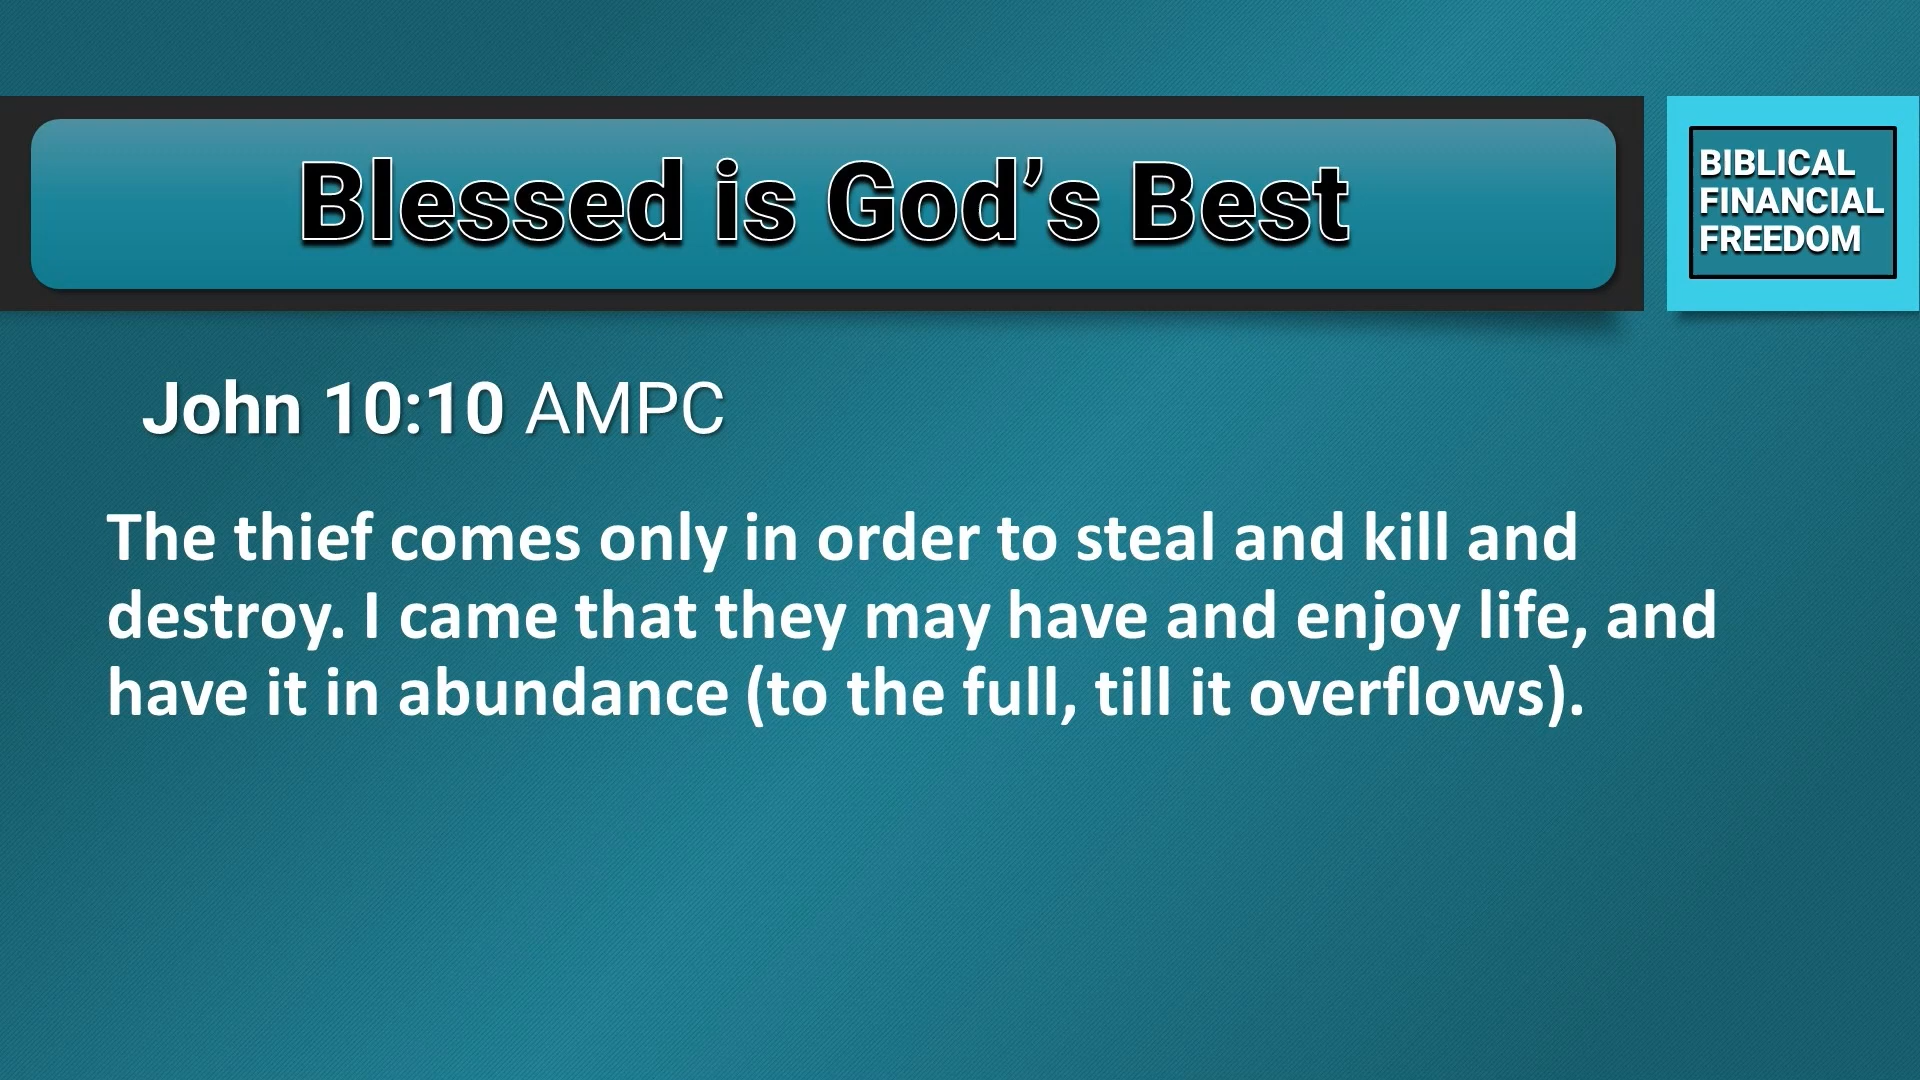 Blessed is God’s Best
BIBLICAL
FINANCIAL
FREEDOM
John 10:10 AMPC
The thief comes only in order to steal and kill and
destroy. I came that they may have and enjoy life, and
have it in abundance (to the full, till it overflows).